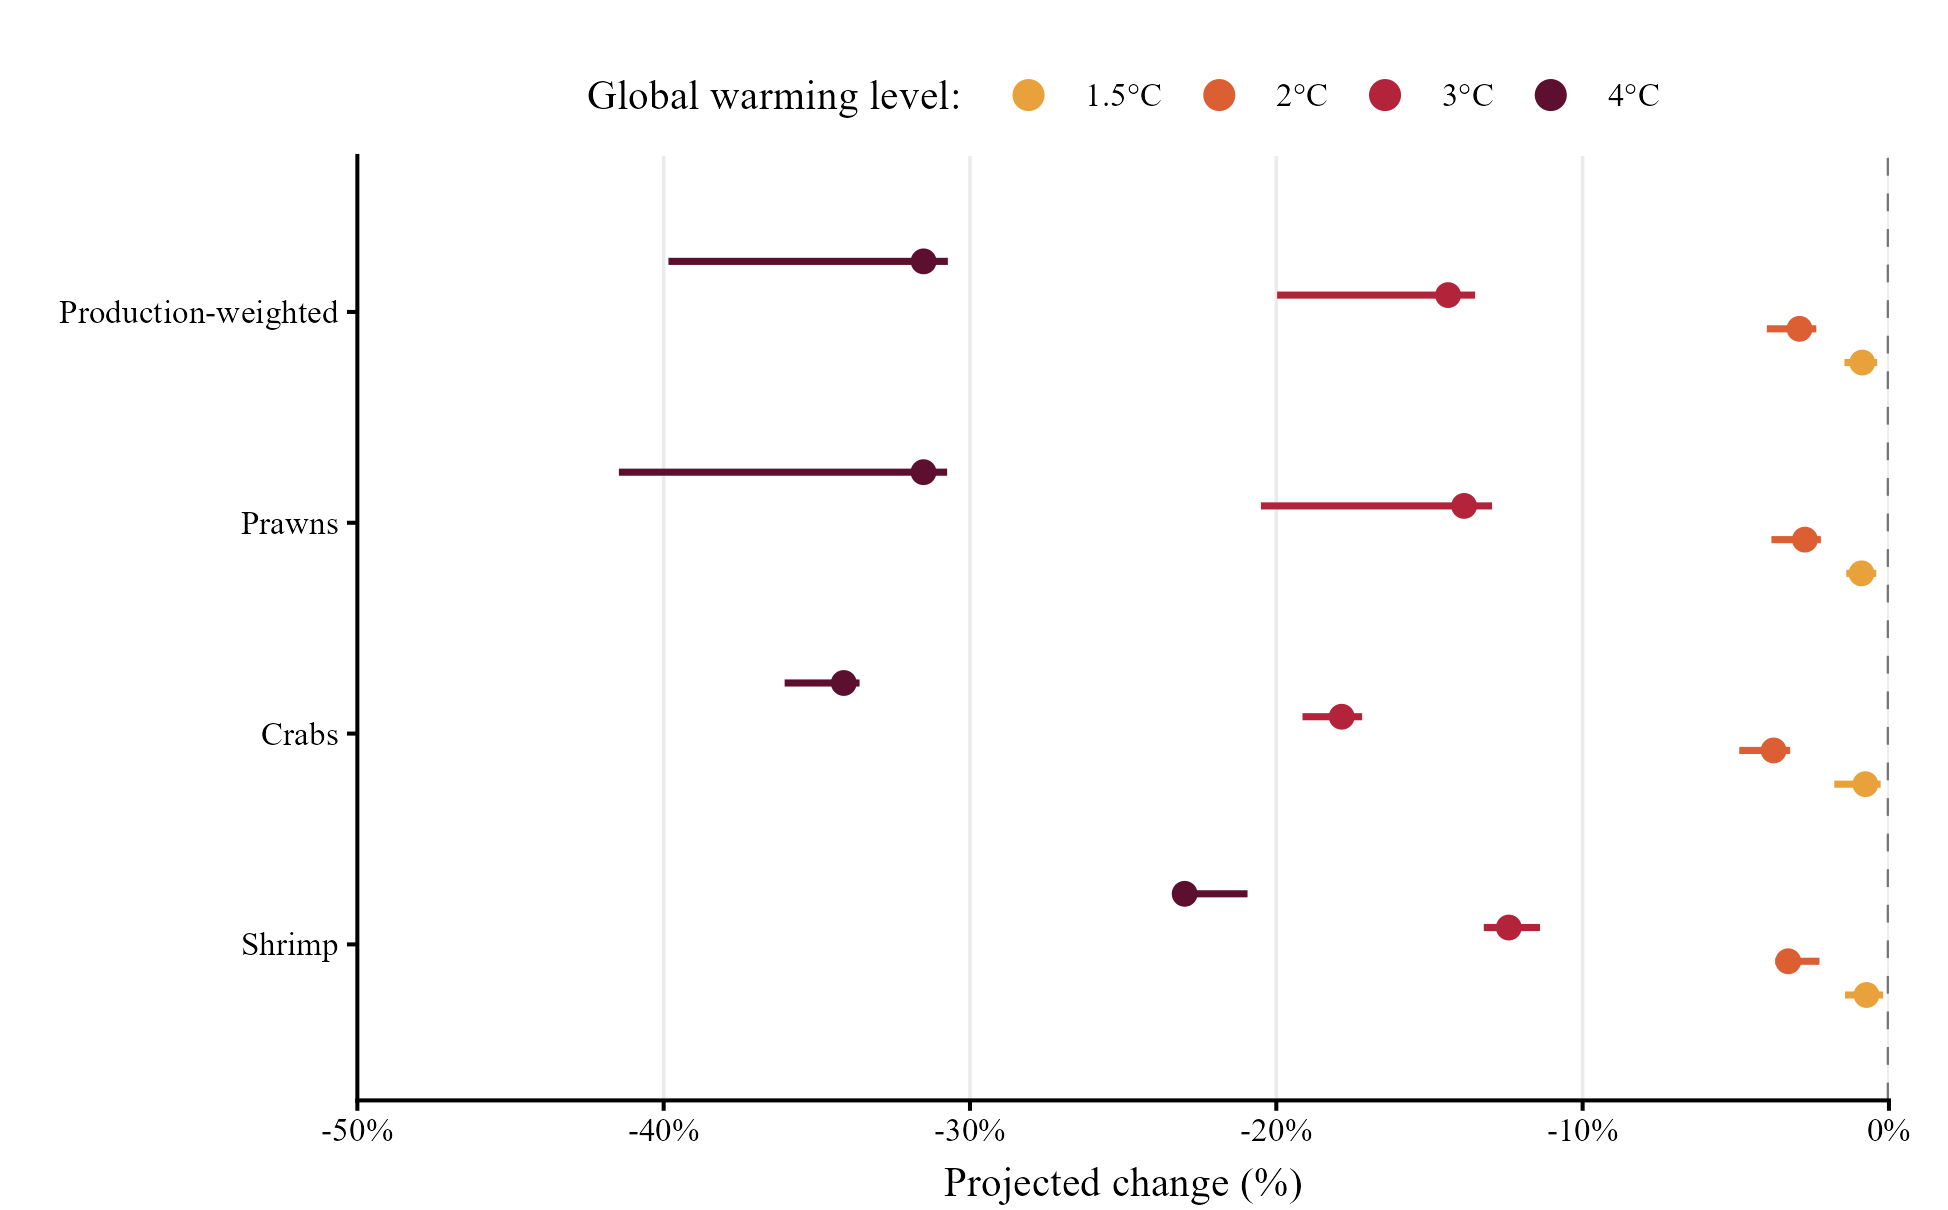 Global warming level: 1.5°C 2°C 3°C 4°C
Production-weighted
Prawns
Crabs
Shrimp
-50% -40% -30% -20% -10% 0%
Projected change (%)